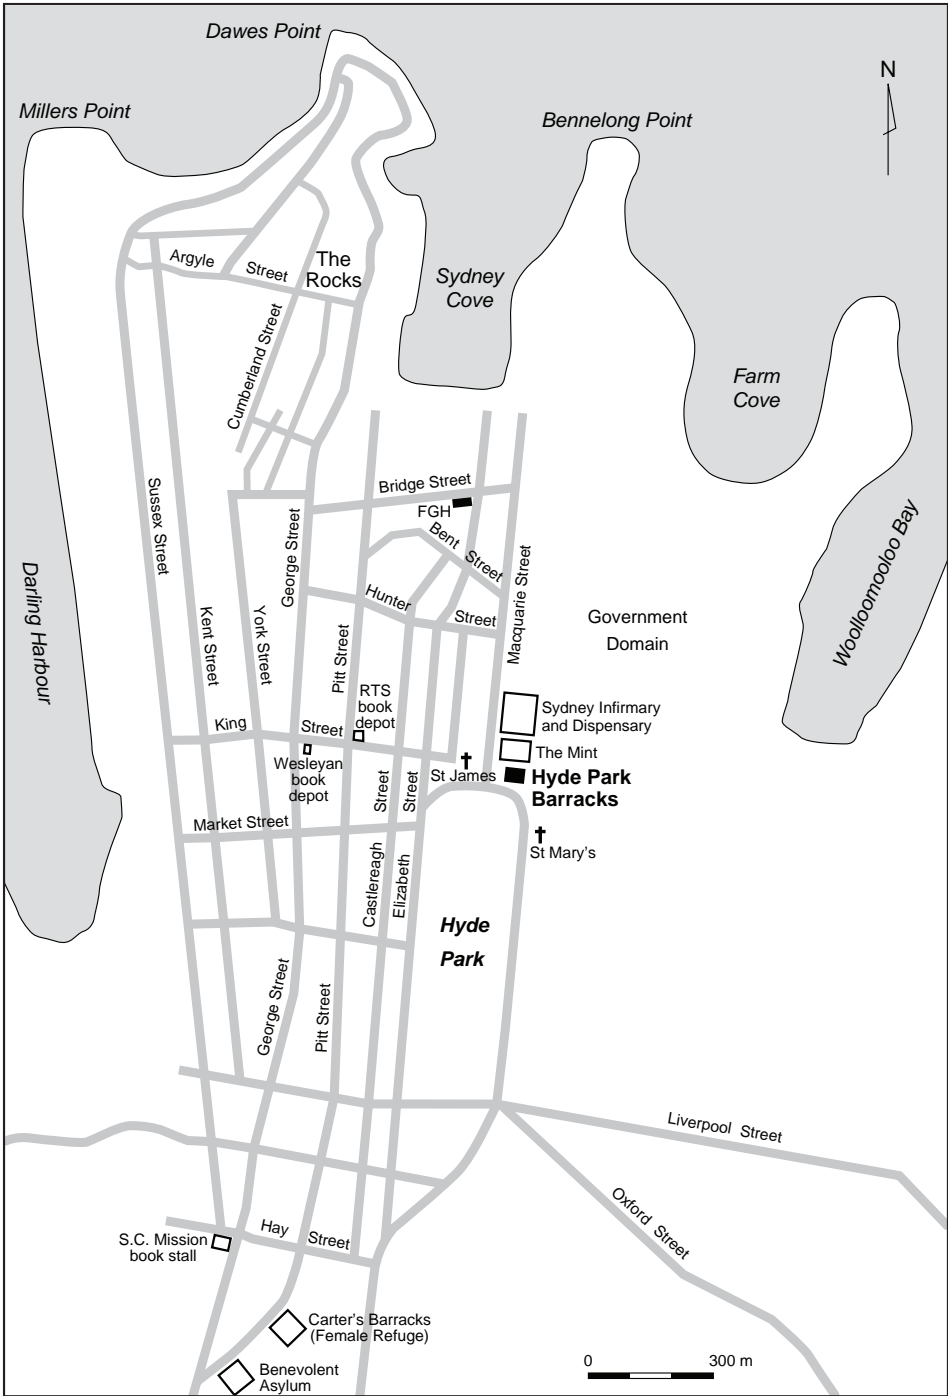 Dawes Point
Millers Point
Bennelong Point
N
Argyle Street
The
Rocks
Sydney
Cove
Cumberland Street
Farm
Cove
Bridge Street
FGH
Bent Street
Sussex Street
George Street
Hunter Street
Macquarie Street
Woolloomooloo Bay
Darling Harbour
Kent Street
York Street
Pitt Street
Government
Domain
RTS
book
depot
Sydney Infirmary
and Dispensary
King Street
The Mint
Wesleyan
book
depot
St James
Hyde Park
Barracks
Market Street
Castlereagh Street
Elizabeth Street
St Mary's
Hyde
Park
George Street
Pitt Street
Liverpool Street
Oxford Street
Hay Street
S.C. Mission
book stall
Carter's Barracks
(Female Refuge)
Benevolent
Asylum
0 300 m